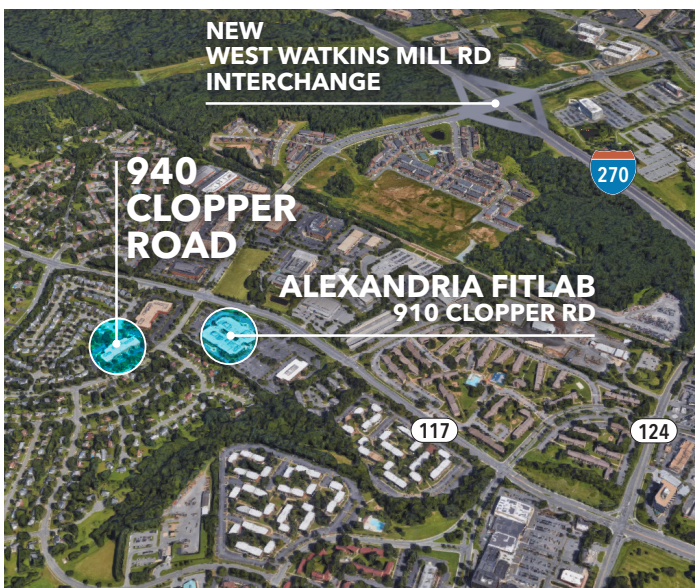 NEW
WEST WATKINS MILL RD
INTERCHANGE
270
940
CLOPPER
ROAD
ALEXANDRIA FITLAB
910 CLOPPER RD
117
124